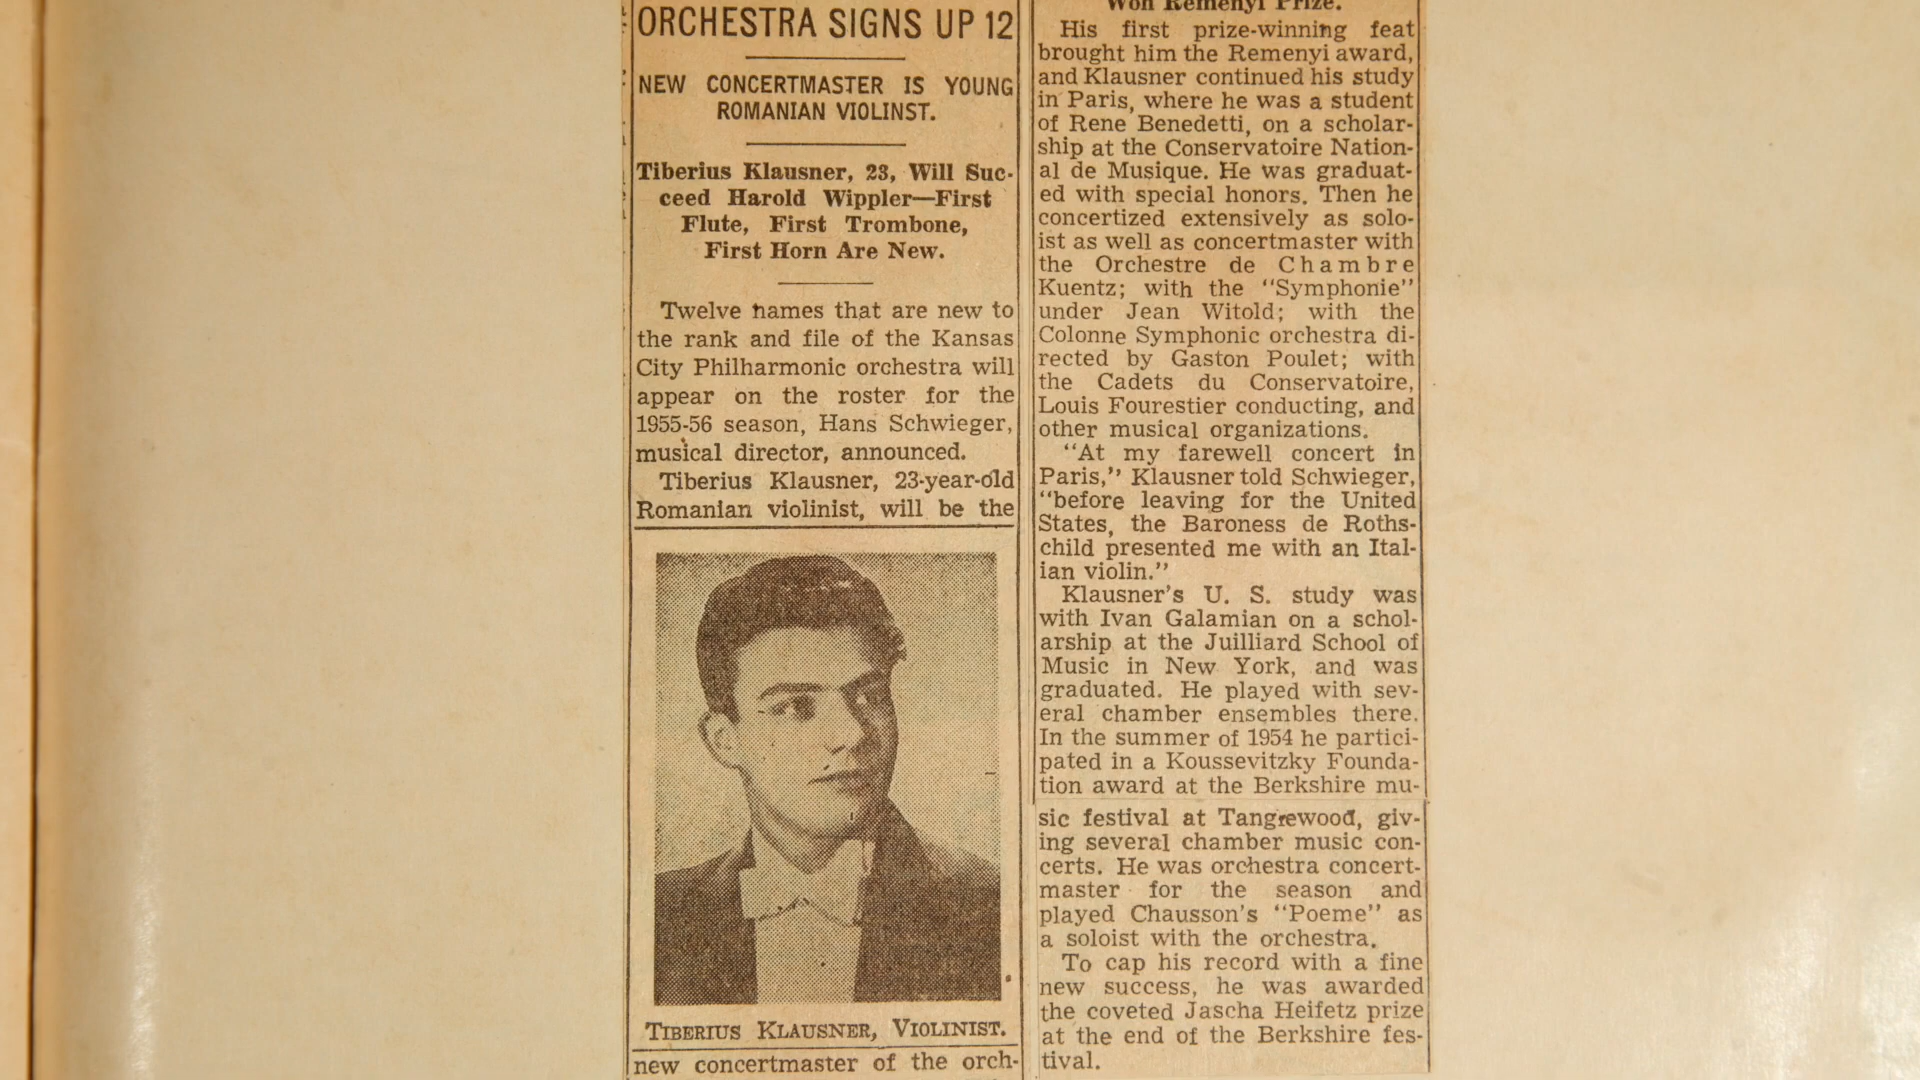 ORCHESTRA SIGNS UP 12
NEW CONCERTMASTER IS YOUNG
ROMANIAN VIOLINST.
Tiberius Klausner, 23, Will Suc-
ceed Harold Wippler—First
Flute, First Trombone,
First Horn Are New.
Twelve names that are new to
the rank and file of the Kansas
City Philharmonic orchestra will
appear on the roster for the
1955-56 season, Hans Schwieger,
musical director, announced.
Tiberius Klausner, 23-year-old
Romanian violinist, will be the
TIBERIUS KLAUSNER, VIOLINIST.
new concertmaster of the orch-
Won Remenyi Prize.
His first prize-winning feat
brought him the Remenyi award,
and Klausner continued his study
in Paris, where he was a student
of Rene Benedetti, on a scholar-
ship at the Conservatoire Nation-
al de Musique. He was graduat-
ed with special honors. Then he
concertized extensively as solo-
ist as well as concertmaster with
the Orchestre de Chambre
Kuentz; with the "Symphonie"
under Jean Witold; with the
Colonne Symphonic orchestra di-
rected by Gaston Poulet; with
the Cadets du Conservatoire,
Louis Fourestier conducting, and
other musical organizations.
"At my farewell concert in
Paris," Klausner told Schwieger,
"before leaving for the United
States, the Baroness de Roths-
child presented me with an Ital-
ian violin."
Klausner's U. S. study was
with Ivan Galamian on a schol-
arship at the Juilliard School of
Music in New York, and was
graduated. He played with sev-
eral chamber ensembles there.
In the summer of 1954 he partici-
pated in a Koussevitzky Founda-
tion award at the Berkshire mu-
sic festival at Tanglewood, giv-
ing several chamber music con-
certs. He was orchestra concert-
master for the season and
played Chausson's "Poeme" as
a soloist with the orchestra.
To cap his record with a fine
new success, he was awarded
the coveted Jascha Heifetz prize
at the end of the Berkshire fes-
tival.